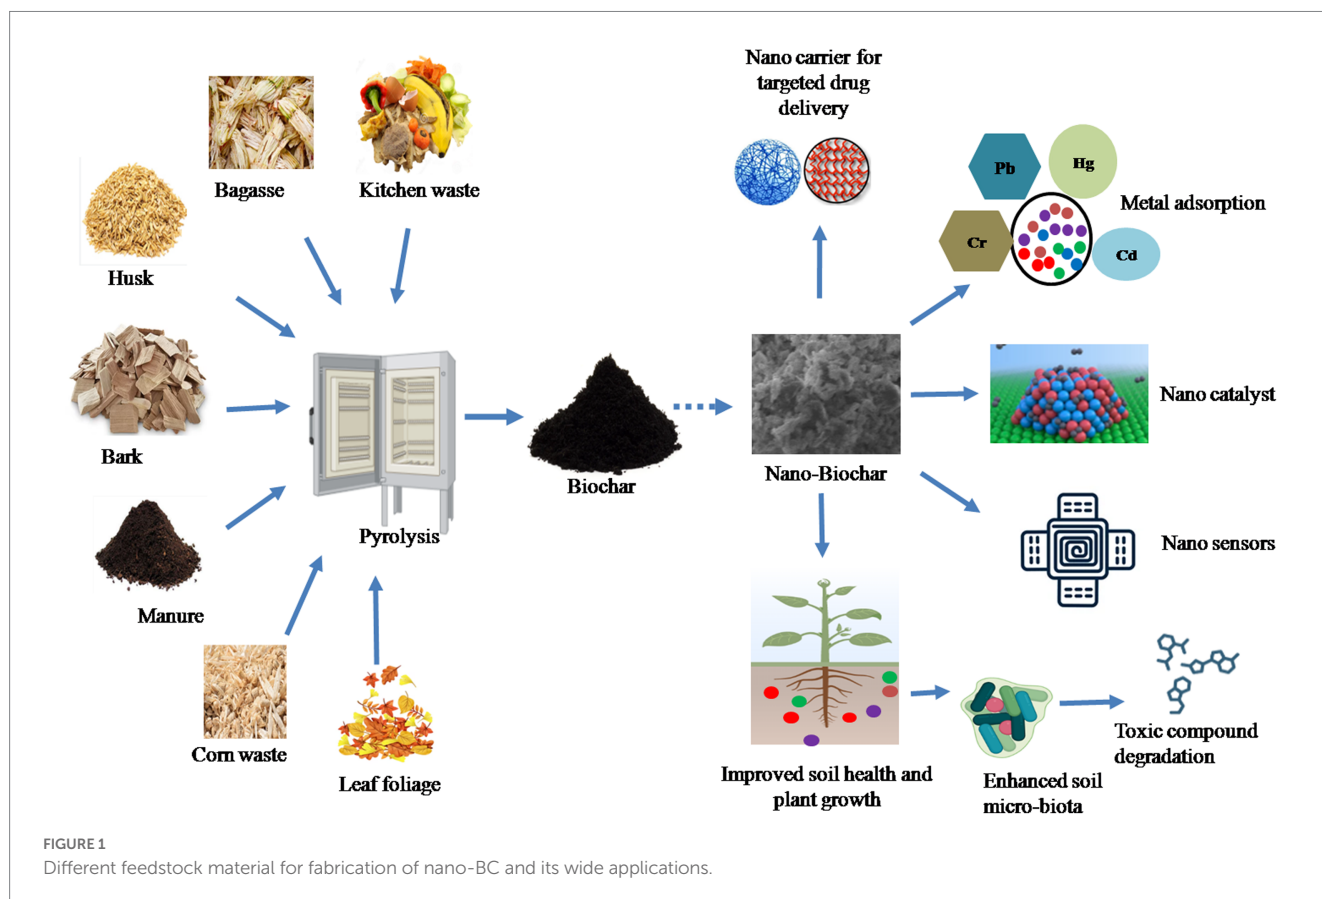 Nano carrier for
targeted drug
delivery
Bagasse
Kitchen waste
Husk
Pb
Hg
Metal adsorption
Cr
Cd
Bark
Nano catalyst
Biochar
Nano-Biochar
Pyrolysis
Nano sensors
Manure
Corn waste
Leaf foliage
Improved soil health and
plant growth
Enhanced soil
micro-biota
Toxic compound
degradation
FIGURE 1
Different feedstock material for fabrication of nano-BC and its wide applications.